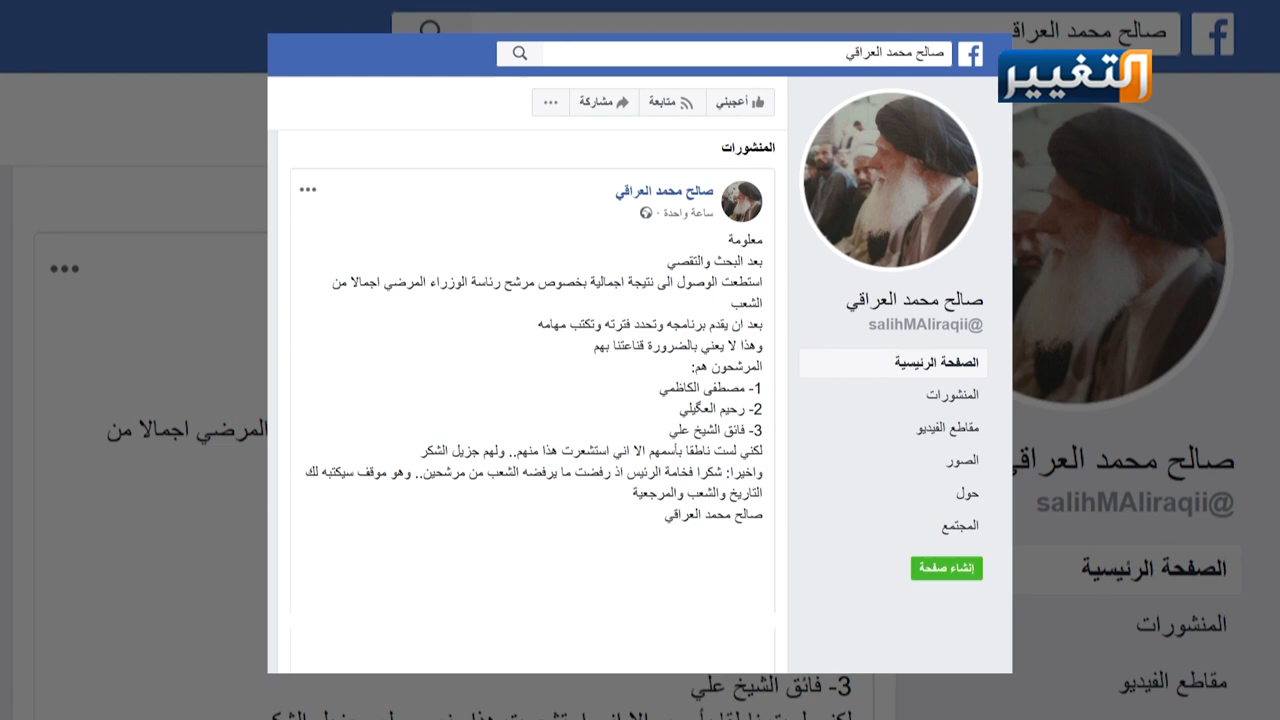 صالح محمد العراقي
صالح محمد العراقي
التغيير
أعجبني
متابعة
مشاركة
المنشورات
صالح محمد العراقي
ساعة واحدة ·
معلومة
بعد البحث والتقصي
استطعت الوصول الى نتيجة اجمالية بخصوص مرشح رئاسة الوزراء المرضي اجمالا من
الشعب
بعد ان يقدم برنامجه وتحدد فترته وتكتب مهامه
وهذا لا يعني بالضرورة قناعتنا بهم
المرشحون هم:
1- مصطفى الكاظمي
2- رحيم العگيلي
3- فائق الشيخ علي
لكني لست ناطقا بأسمهم الا اني استشعرت هذا منهم.. ولهم جزيل الشكر
واخيرا: شكرا فخامة الرئيس اذ رفضت ما يرفضه الشعب من مرشحين.. وهو موقف سيكتبه لك
التاريخ والشعب والمرجعية
صالح محمد العراقي
صالح محمد العراقي
@salihMAliraqii
الصفحة الرئيسية
المنشورات
مقاطع الفيديو
الصور
حول
المجتمع
إنشاء صفحة
المرضي اجمالا من
صالح محمد العراقي
@salihMAliraqii
الصفحة الرئيسية
المنشورات
مقاطع الفيديو
3- فائق الشيخ علي